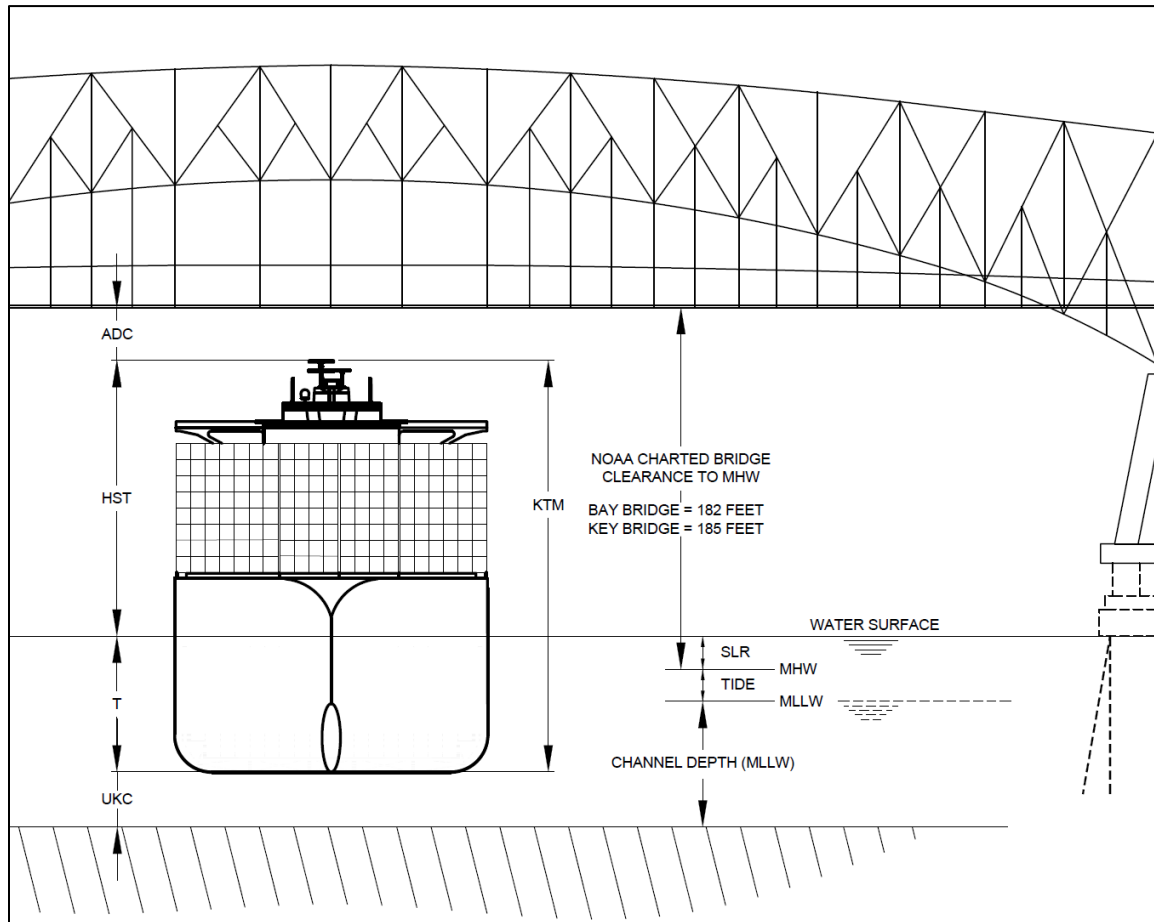 ADC
HST
KTM
NOAA CHARTED BRIDGE
CLEARANCE TO MHW
BAY BRIDGE = 182 FEET
KEY BRIDGE = 185 FEET
WATER SURFACE
SLR
MHW
TIDE
MLLW
T
CHANNEL DEPTH (MLLW)
UKC